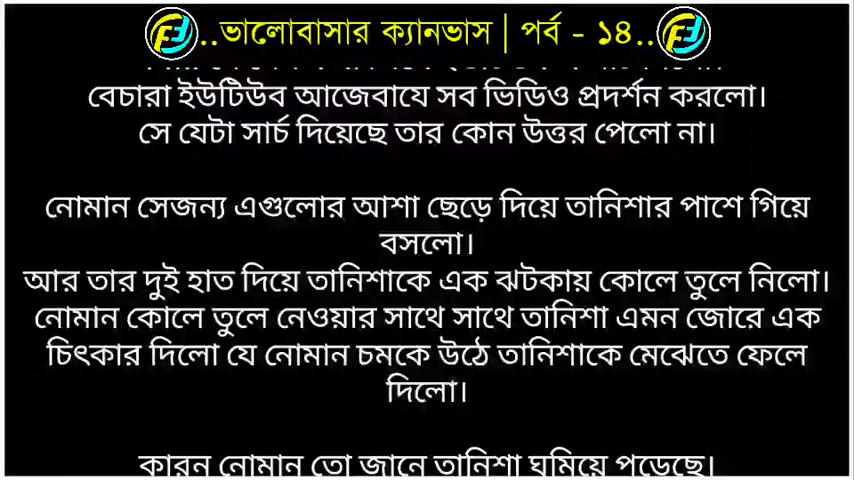 ..ভালোবাসার ক্যানভাস | পর্ব - ১৪..
বেচারা ইউটিউব আজেবাযে সব ভিডিও প্রদর্শন করলো।
সে যেটা সার্চ দিয়েছে তার কোন উত্তর পেলো না।
নোমান সেজন্য এগুলোর আশা ছেড়ে দিয়ে তানিশার পাশে গিয়ে
বসলো।
আর তার দুই হাত দিয়ে তানিশাকে এক ঝটকায় কোলে তুলে নিলো।
নোমান কোলে তুলে নেওয়ার সাথে সাথে তানিশা এমন জোরে এক
চিৎকার দিলো যে নোমান চমকে উঠে তানিশাকে মেঝেতে ফেলে
দিলো।
কারন নোমান তো জানে তানিশা ঘুমিয়ে পড়েছে।